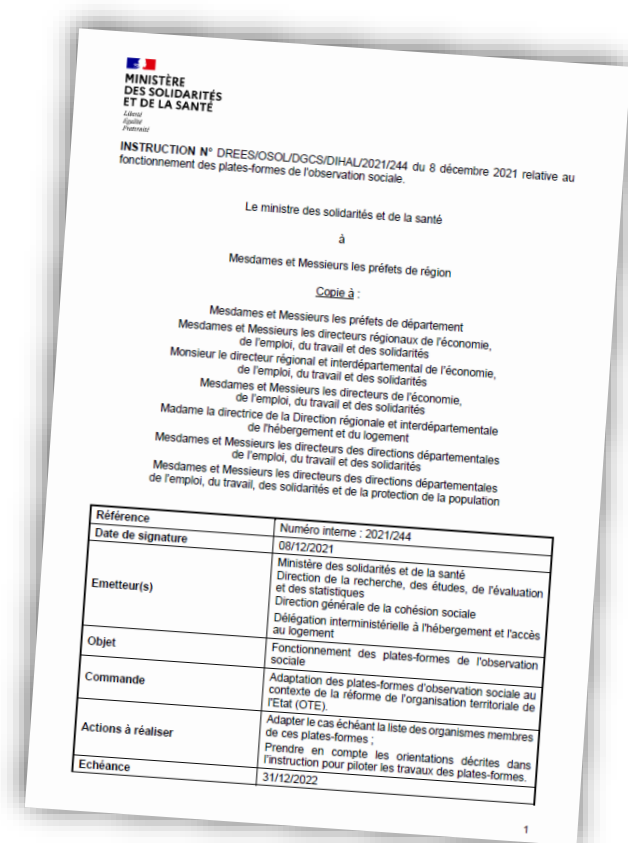 MINISTÈRE
DES SOLIDARITÉS
ET DE LA SANTÉ
Liberté
Égalité
Fraternité
INSTRUCTION N° DREES/OSOL/DGCS/DIHAL/2021/244 du 8 décembre 2021 relative au
fonctionnement des plates-formes de l'observation sociale.
Le ministre des solidarités et de la santé
à
Mesdames et Messieurs les préfets de région
Copie à :
Mesdames et Messieurs les préfets de département
Mesdames et Messieurs les directeurs régionaux de l'économie,
de l'emploi, du travail et des solidarités
Monsieur le directeur régional et interdépartemental de l'économie,
de l'emploi, du travail et des solidarités
Mesdames et Messieurs les directeurs de l'économie,
de l'emploi, du travail et des solidarités
Madame la directrice de la Direction régionale et interdépartementale
de l'hébergement et du logement
Mesdames et Messieurs les directeurs des directions départementales
de l'emploi, du travail et des solidarités
Mesdames et Messieurs les directeurs des directions départementales
de l'emploi, du travail, des solidarités et de la protection de la population
Référence
Numéro interne : 2021/244
Date de signature
08/12/2021
Emetteur(s)
Ministère des solidarités et de la santé
Direction de la recherche, des études, de l'évaluation
et des statistiques
Direction générale de la cohésion sociale
Délégation interministérielle à l'hébergement et l'accès
au logement
Objet
Fonctionnement des plates-formes de l'observation
sociale
Commande
Adaptation des plates-formes d'observation sociale au
contexte de la réforme de l'organisation territoriale de
l'Etat (OTE).
Actions à réaliser
Adapter le cas échéant la liste des organismes membres
de ces plates-formes ;
Prendre en compte les orientations décrites dans
l'instruction pour piloter les travaux des plates-formes.
Echéance
31/12/2022
1